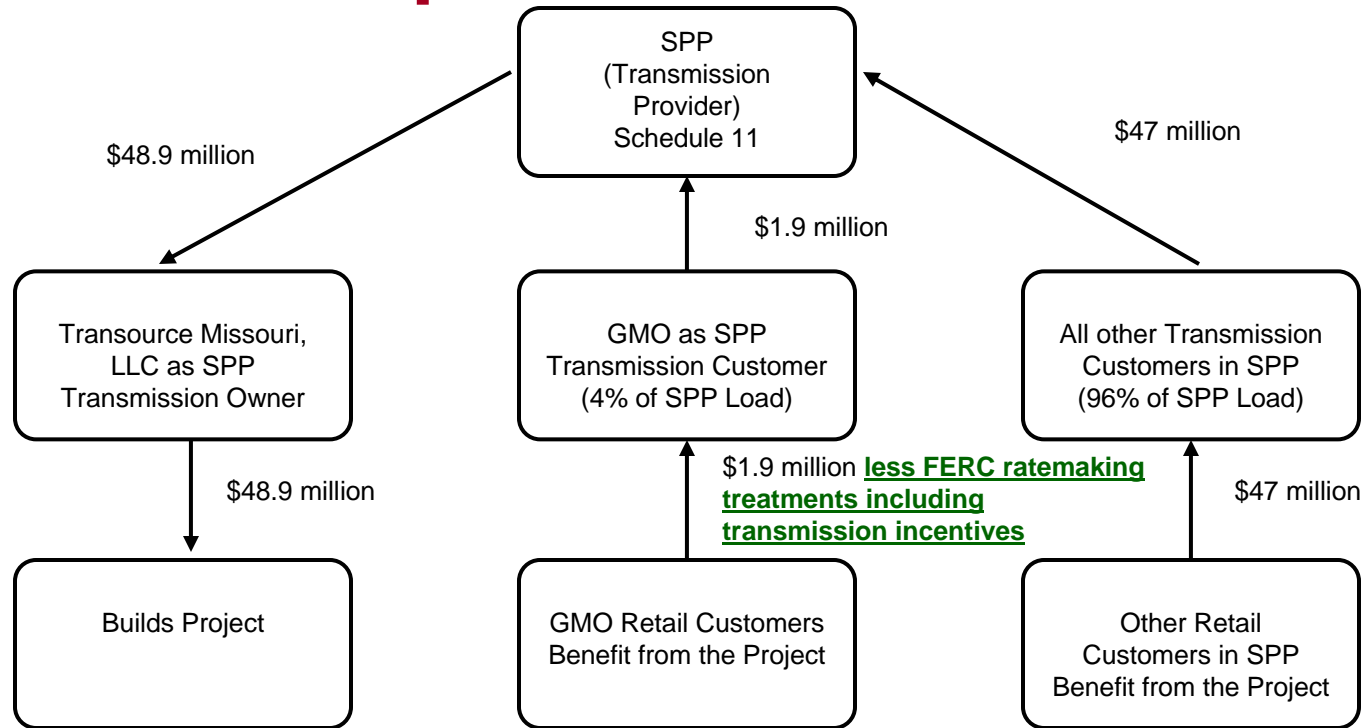 SPP
(Transmission
Provider)
Schedule 11
$48.9 million
$47 million
$1.9 million
Transource Missouri,
LLC as SPP
Transmission Owner
GMO as SPP
Transmission Customer
(4% of SPP Load)
All other Transmission
Customers in SPP
(96% of SPP Load)
$48.9 million
$1.9 million less FERC ratemaking
treatments including
transmission incentives
$47 million
Builds Project
GMO Retail Customers
Benefit from the Project
Other Retail
Customers in SPP
Benefit from the Project